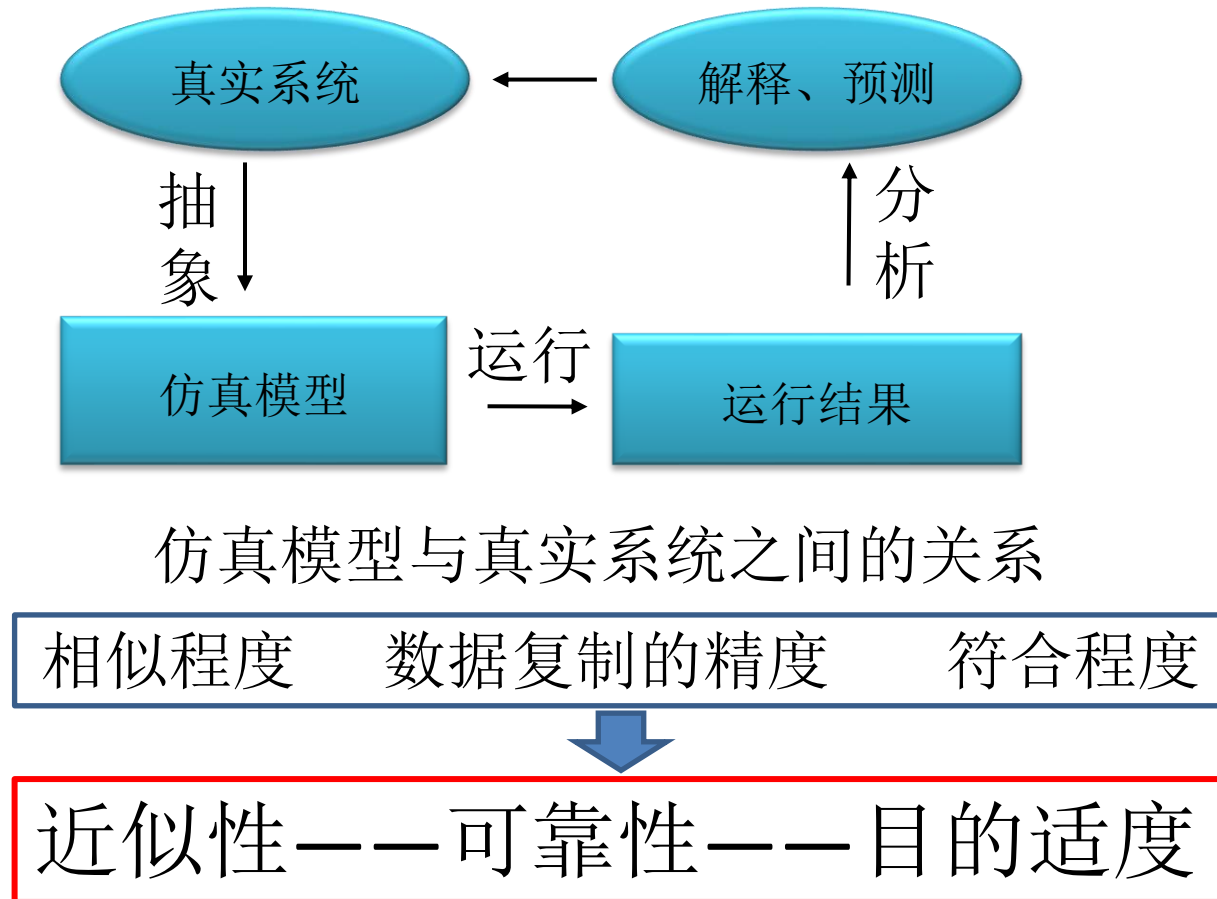 真实系统
解释、预测
抽象
分析
仿真模型
运行
运行结果
仿真模型与真实系统之间的关系
相似程度 数据复制的精度 符合程度
近似性——可靠性——目的适度